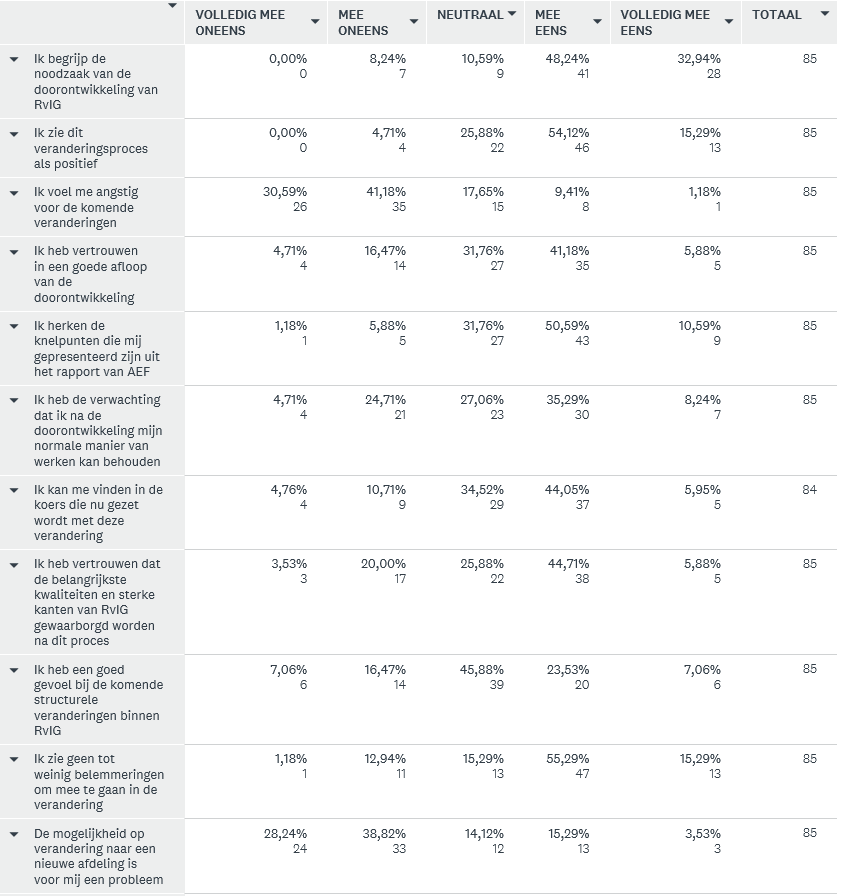 VOLLEDIG MEE ONEENS MEE ONEENS NEUTRAAL MEE EENS VOLLEDIG MEE EENS TOTAAL
Ik begrijp de 0,00% 8,24% 10,59% 48,24% 32,94% 85
noodzaak van de 0 7 9 41 28
doorontwikkeling van
RvIG
Ik zie dit 0,00% 4,71% 25,88% 54,12% 15,29% 85
veranderingsproces 0 4 22 46 13
als positief
Ik voel me angstig 30,59% 41,18% 17,65% 9,41% 1,18% 85
voor de komende 26 35 15 8 1
veranderingen
Ik heb vertrouwen 4,71% 16,47% 31,76% 41,18% 5,88% 85
in een goede afloop 4 14 27 35 5
van de
doorontwikkeling
Ik herken de 1,18% 5,88% 31,76% 50,59% 10,59% 85
knelpunten die mij 1 5 27 43 9
gepresenteerd zijn uit
het rapport van AEF
Ik heb de verwachting 4,71% 24,71% 27,06% 35,29% 8,24% 85
dat ik na de 4 21 23 30 7
doorontwikkeling mijn
normale manier van
werken kan behouden
Ik kan me vinden in de 4,76% 10,71% 34,52% 44,05% 5,95% 84
koers die nu gezet 4 9 29 37 5
wordt met deze
verandering
Ik heb vertrouwen dat 3,53% 20,00% 25,88% 44,71% 5,88% 85
de belangrijkste 3 17 22 38 5
kwaliteiten en sterke
kanten van RvIG
gewaarborgd worden
na dit proces
Ik heb een goed 7,06% 16,47% 45,88% 23,53% 7,06% 85
gevoel bij de komende 6 14 39 20 6
structurele
veranderingen binnen
RvIG
Ik zie geen tot 1,18% 12,94% 15,29% 55,29% 15,29% 85
weinig belemmeringen 1 11 13 47 13
om mee te gaan in de
verandering
De mogelijkheid op 28,24% 38,82% 14,12% 15,29% 3,53% 85
verandering naar een 24 33 12 13 3
nieuwe afdeling is
voor mij een probleem